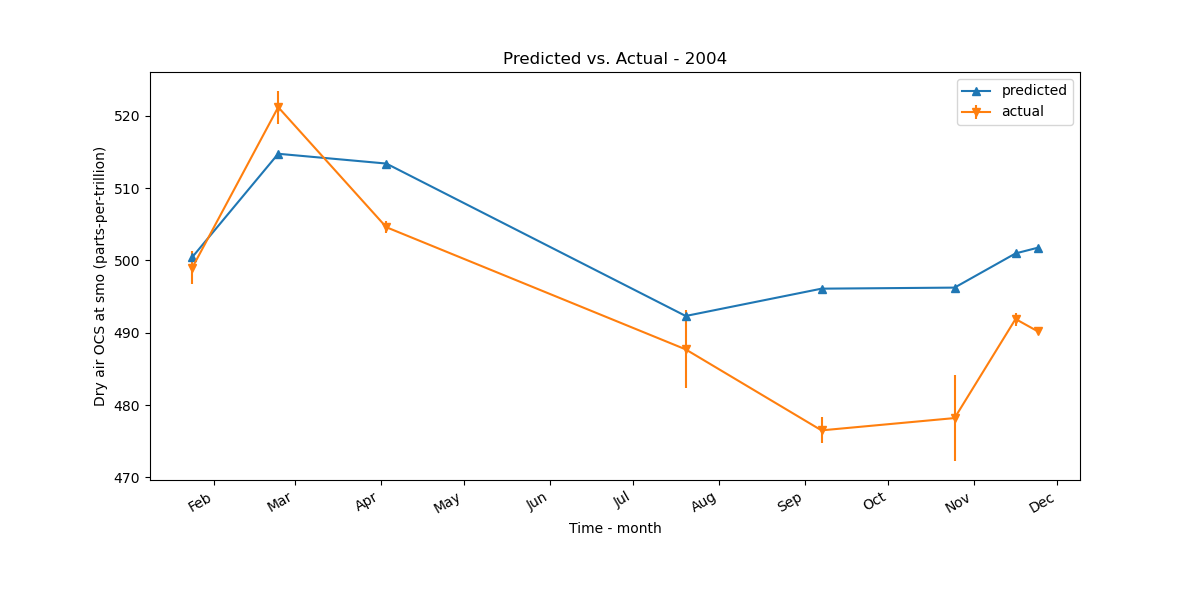 Predicted vs. Actual - 2004
predicted
actual
Dry air OCS at smo (parts-per-trillion)
520
510
500
490
480
470
Feb
Mar
Apr
May
Jun
Jul
Aug
Sep
Oct
Nov
Dec
Time - month